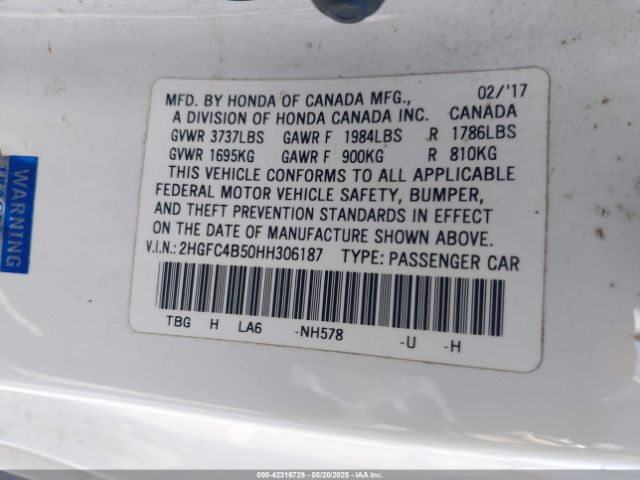 MFD. BY HONDA OF CANADA MFG., 02/'17
A DIVISION OF HONDA CANADA INC. CANADA
GVWR 3737LBS GAWR F 1984LBS R 1786LBS
GVWR 1695KG GAWR F 900KG R 810KG
THIS VEHICLE CONFORMS TO ALL APPLICABLE
FEDERAL MOTOR VEHICLE SAFETY, BUMPER,
AND THEFT PREVENTION STANDARDS IN EFFECT
ON THE DATE OF MANUFACTURE SHOWN ABOVE.
V.I.N.: 2HGFC4B50HH306187 TYPE: PASSENGER CAR
TBG H LA6 -NH578 -U -H
WARNING
000-42316729 - 05/20/2025 - IAA Inc.